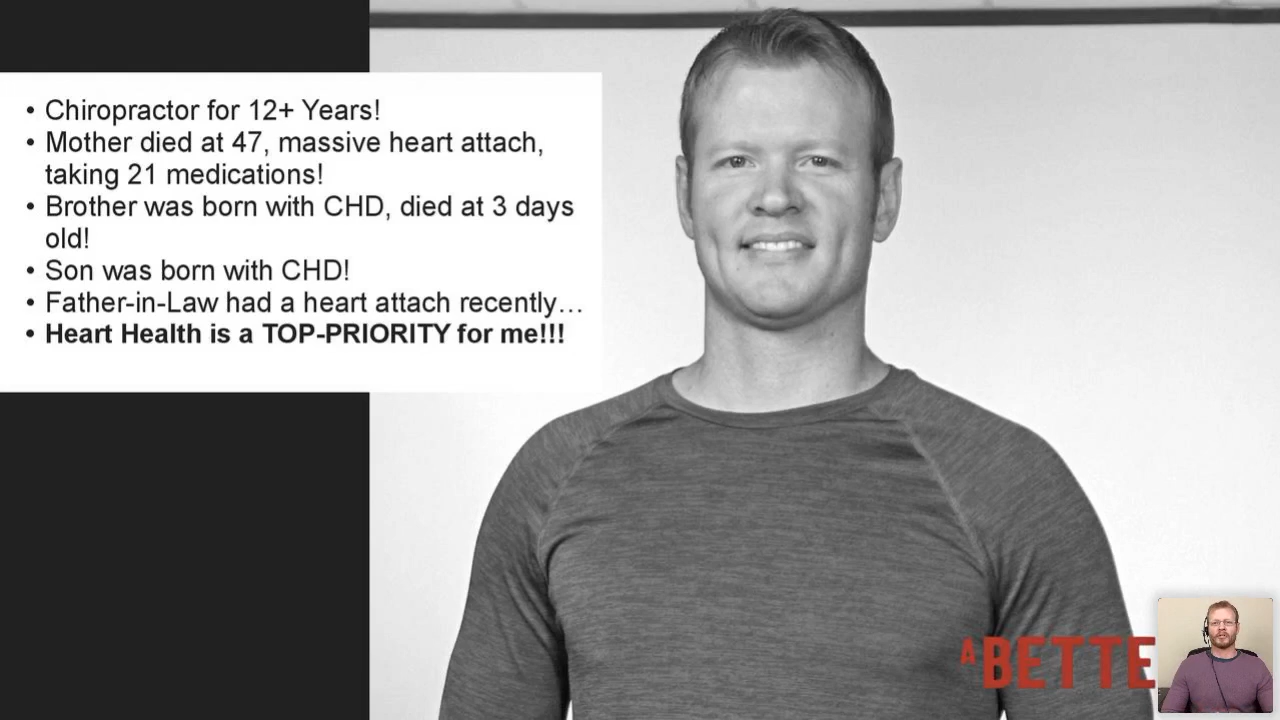 • Chiropractor for 12+ Years!
• Mother died at 47, massive heart attach,
taking 21 medications!
• Brother was born with CHD, died at 3 days
old!
• Son was born with CHD!
• Father-in-Law had a heart attach recently…
• Heart Health is a TOP-PRIORITY for me!!!
A BETTE